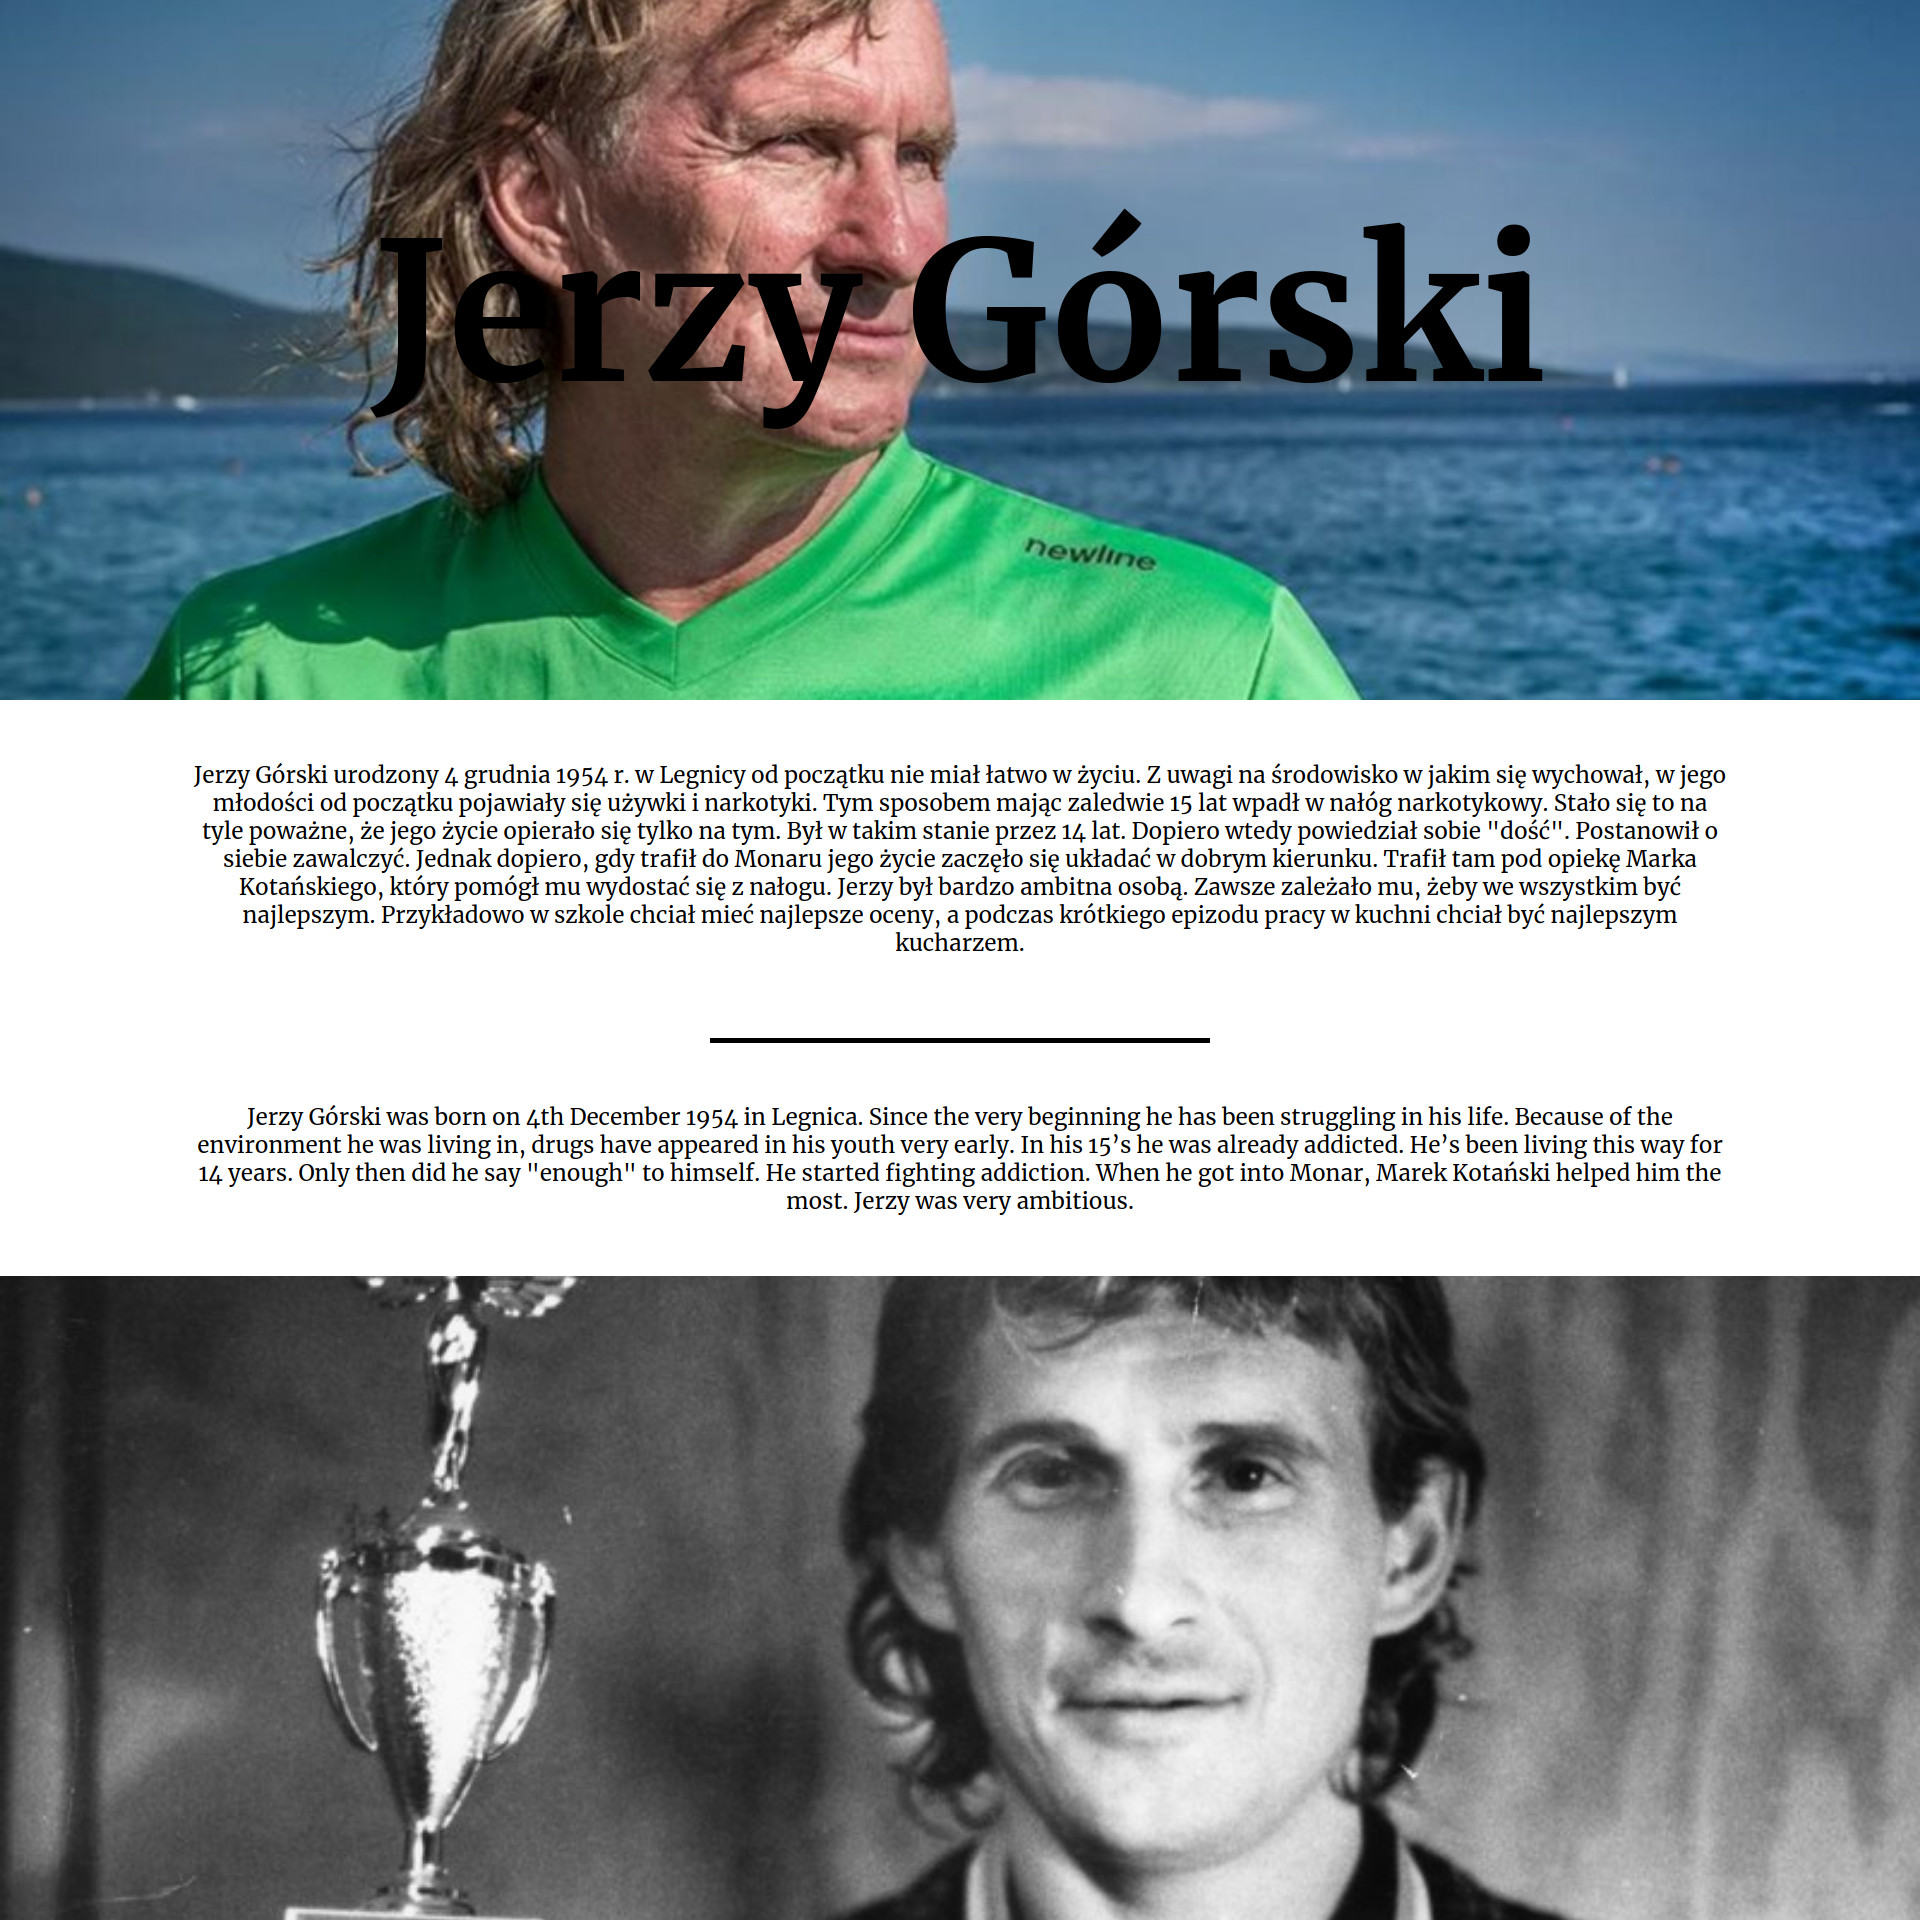 Jerzy Górski
newline
Jerzy Górski urodzony 4 grudnia 1954 r. w Legnicy od początku nie miał łatwo w życiu. Z uwagi na środowisko w jakim się wychował, w jego
młodości od początku pojawiały się używki i narkotyki. Tym sposobem mając zaledwie 15 lat wpadł w nałóg narkotykowy. Stało się to na
tyle poważne, że jego życie opierało się tylko na tym. Był w takim stanie przez 14 lat. Dopiero wtedy powiedział sobie "dość". Postanowił o
siebie zawalczyć. Jednak dopiero, gdy trafił do Monaru jego życie zaczęło się układać w dobrym kierunku. Trafił tam pod opiekę Marka
Kotańskiego, który pomógł mu wydostać się z nałogu. Jerzy był bardzo ambitna osobą. Zawsze zależało mu, żeby we wszystkim być
najlepszym. Przykładowo w szkole chciał mieć najlepsze oceny, a podczas krótkiego epizodu pracy w kuchni chciał być najlepszym
kucharzem.
Jerzy Górski was born on 4th December 1954 in Legnica. Since the very beginning he has been struggling in his life. Because of the
environment he was living in, drugs have appeared in his youth very early. In his 15’s he was already addicted. He’s been living this way for
14 years. Only then did he say "enough" to himself. He started fighting addiction. When he got into Monar, Marek Kotański helped him the
most. Jerzy was very ambitious.